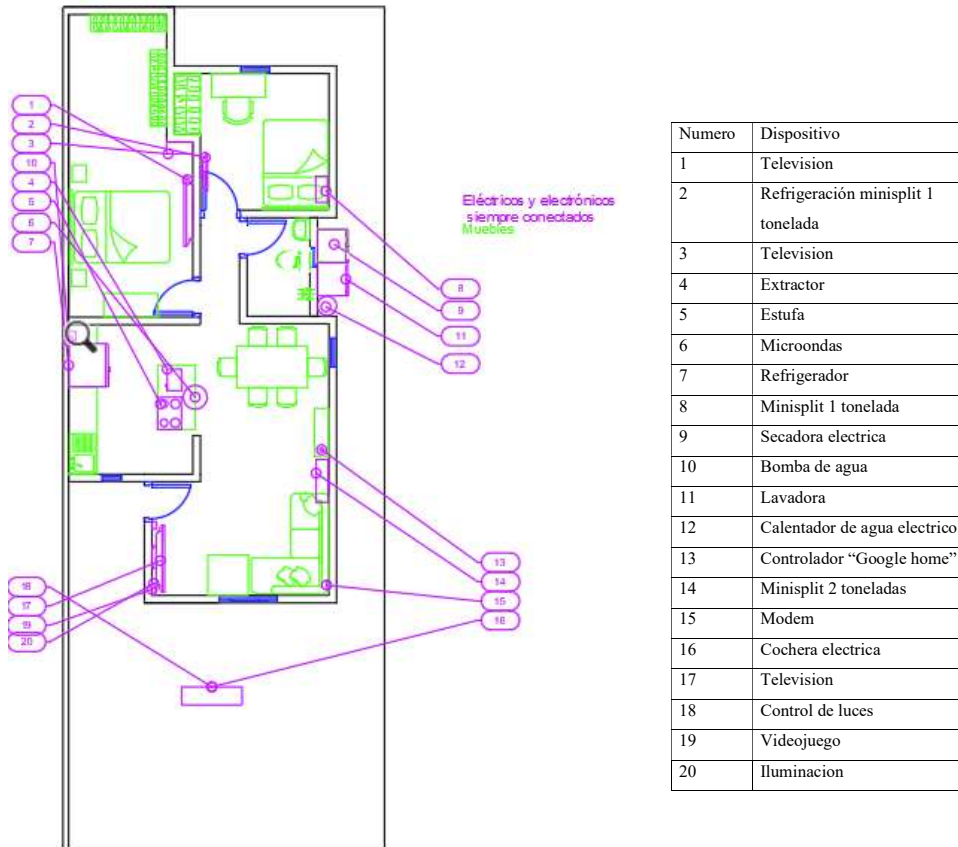 1
2
3
10
4
5
6
7
Eléctricos y electrónicos
siempre conectados
Muebles
8
9
11
12
13
14
15
16
18
17
19
20
Numero Dispositivo
1 Television
2 Refrigeración minisplit 1
tonelada
3 Television
4 Extractor
5 Estufa
6 Microondas
7 Refrigerador
8 Minisplit 1 tonelada
9 Secadora electrica
10 Bomba de agua
11 Lavadora
12 Calentador de agua electrico
13 Controlador “Google home”
14 Minisplit 2 toneladas
15 Modem
16 Cochera electrica
17 Television
18 Control de luces
19 Videojuego
20 Iluminacion